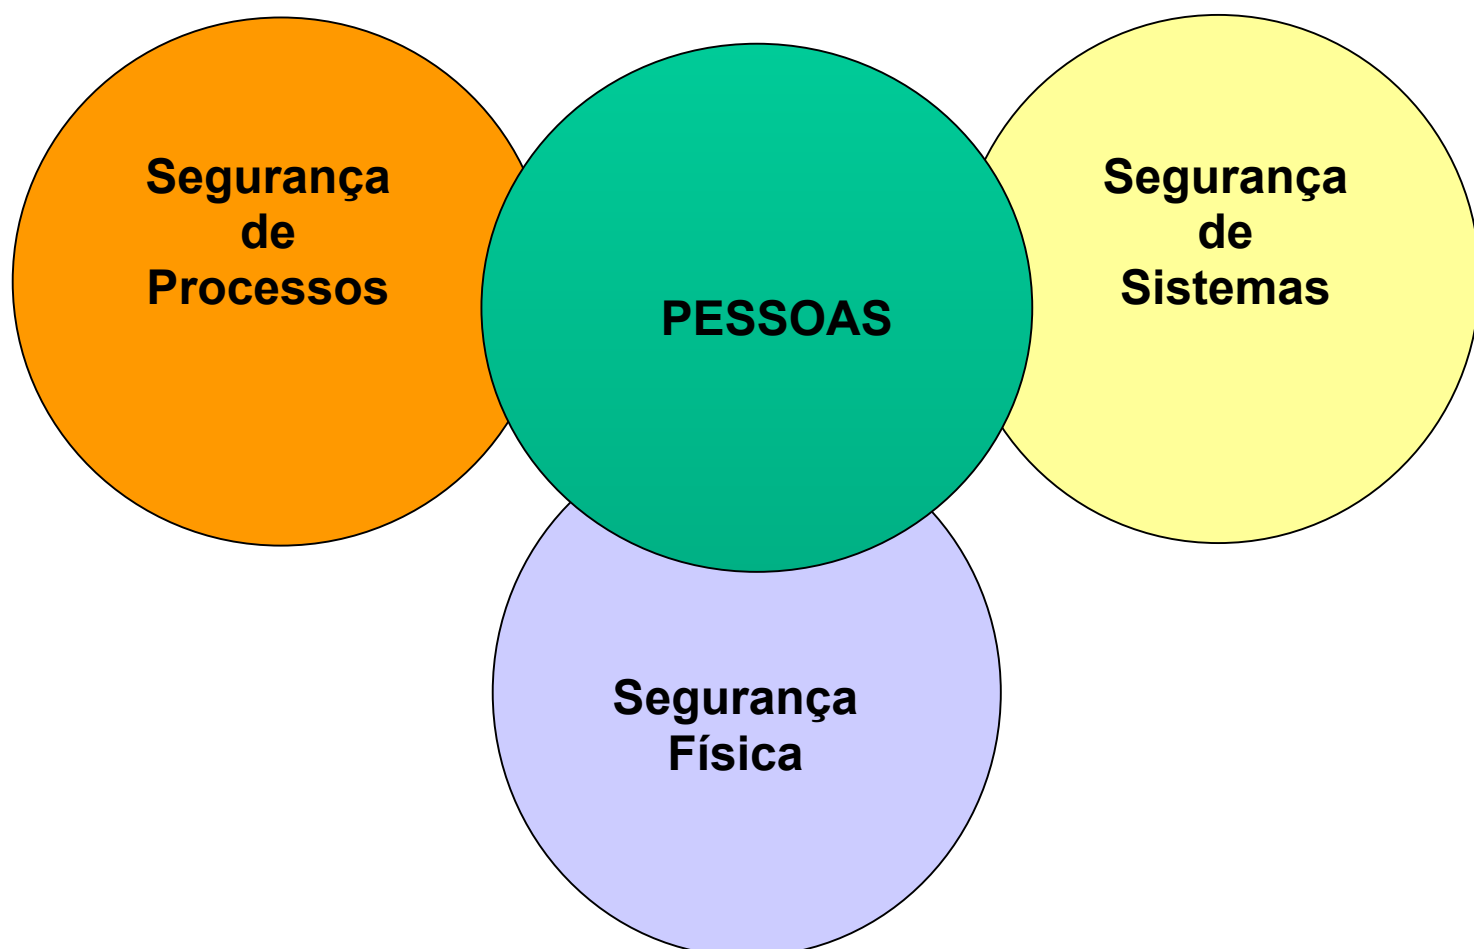 Segurança
de
Processos
PESSOAS
Segurança
de
Sistemas
Segurança
Física